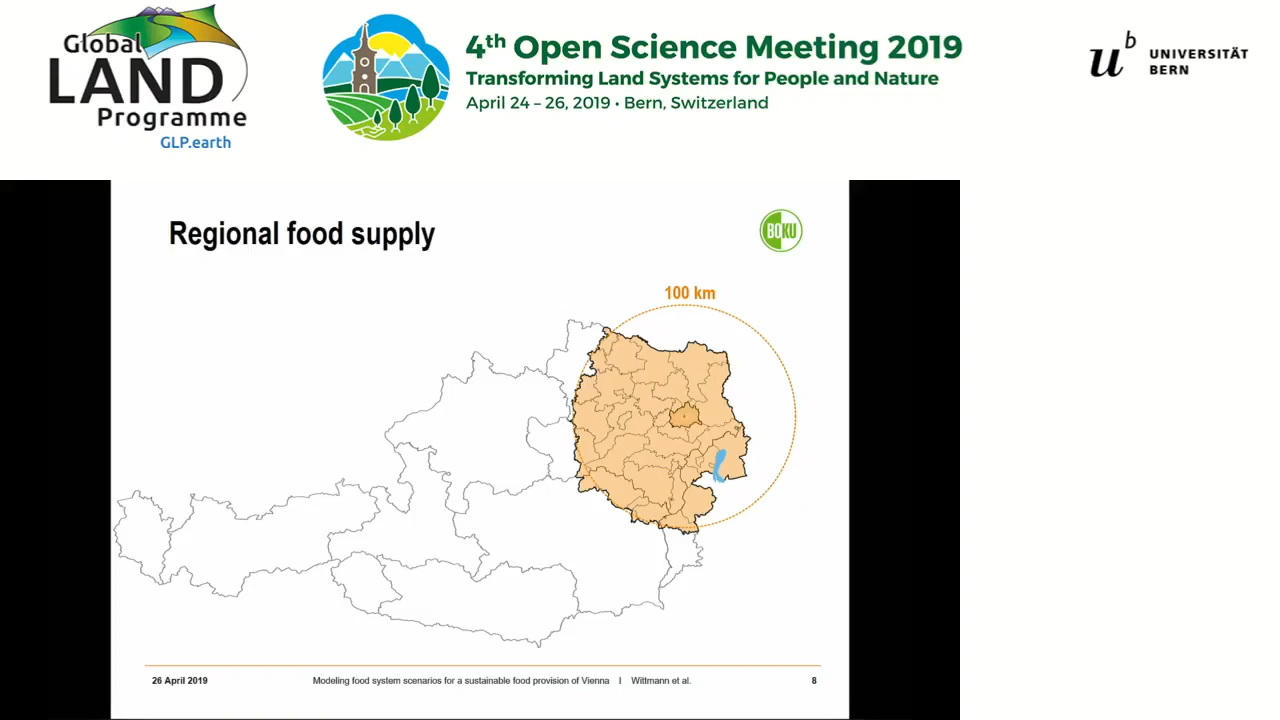 Global
LAND
Programme
GLP.earth
4th Open Science Meeting 2019
Transforming Land Systems for People and Nature
April 24 – 26, 2019 • Bern, Switzerland
ub
UNIVERSITÄT
BERN
Regional food supply
BOKU
100 km
26 April 2019
Modeling food system scenarios for a sustainable food provision of Vienna I Wittmann et al.
8